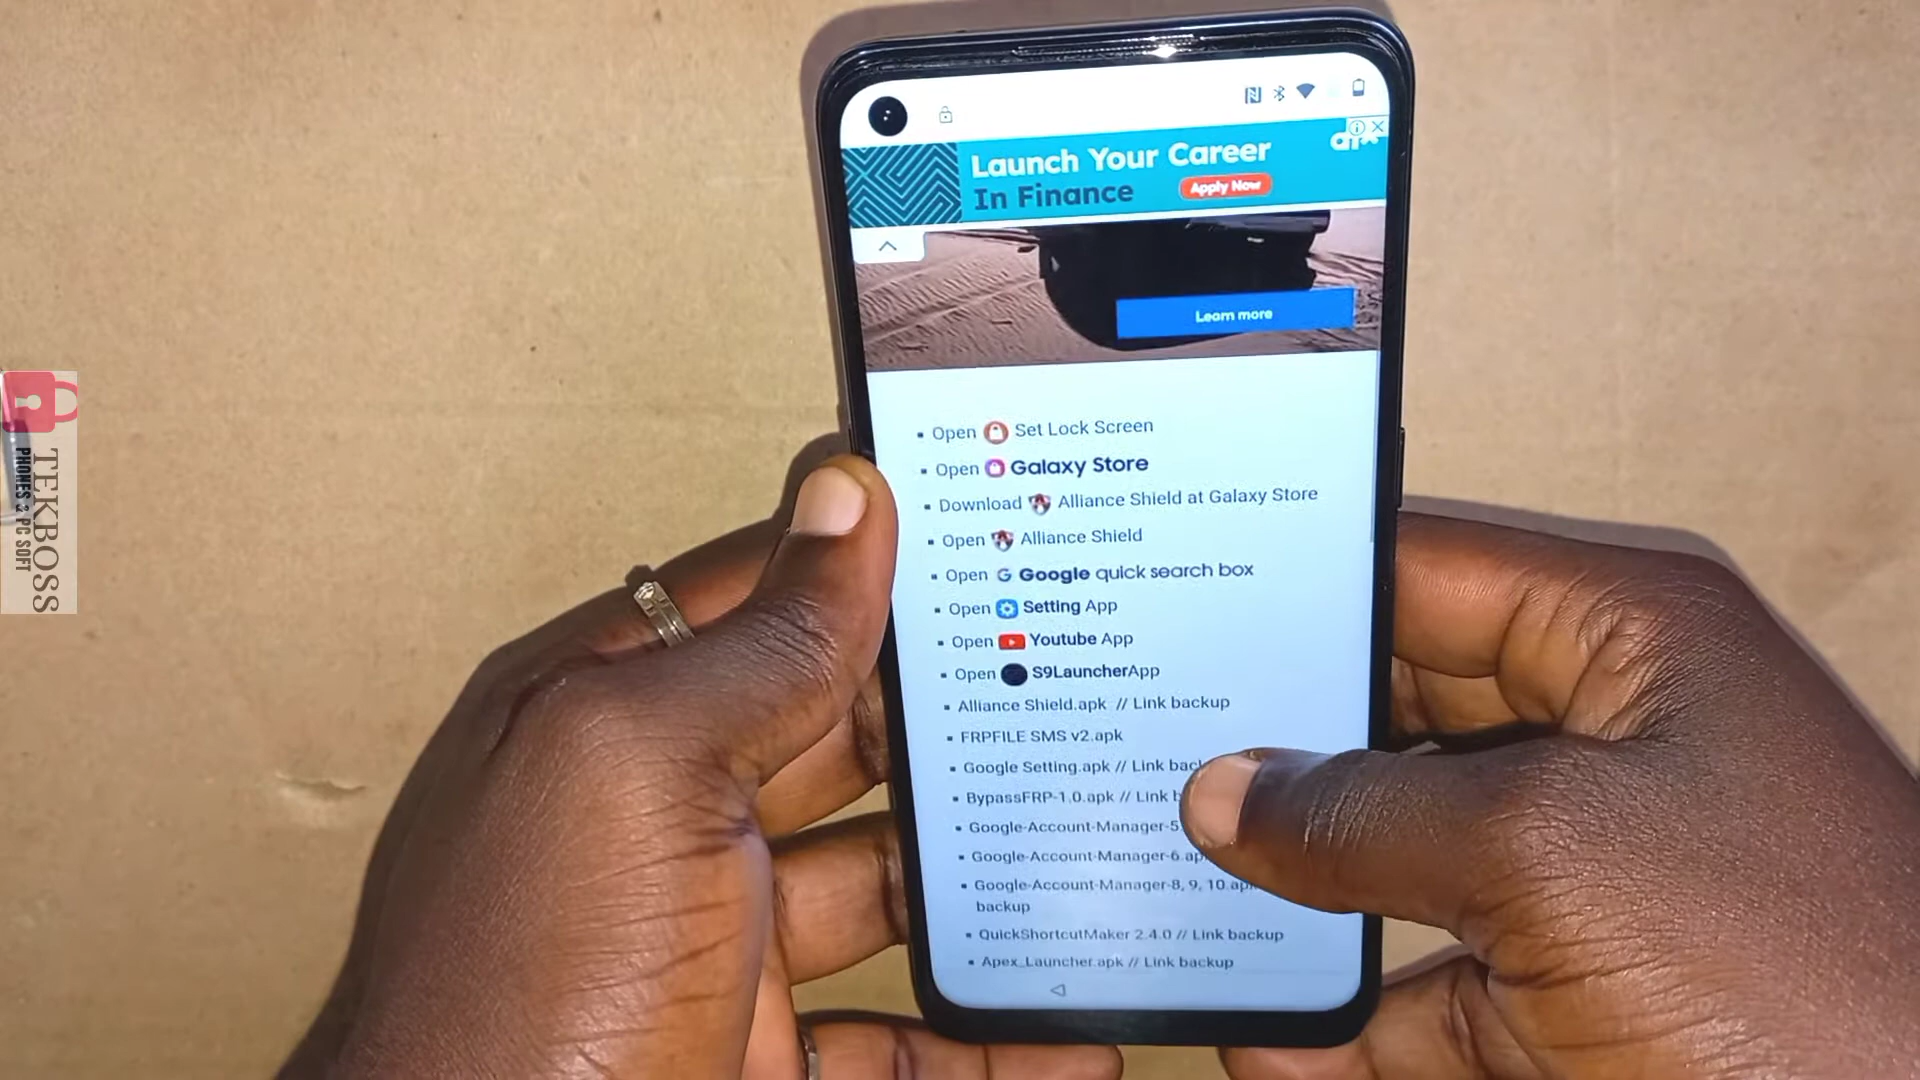 Launch Your Career
In Finance
Apply Now
Learn more
Open Set Lock Screen
Open Galaxy Store
Download Alliance Shield at Galaxy Store
Open Alliance Shield
Open G Google quick search box
Open Setting App
Open Youtube App
Open S9LauncherApp
Alliance Shield.apk // Link backup
FRPFILE SMS v2.apk
Google Setting.apk // Link
BypassFRP-1.0.apk // Link
Google-Account-Manager-5
Google-Account-Manager-6
Google-Account-Manager-8, 9, 10
backup
QuickShortcutMaker 2.4.0 // Link backup
Apex_Launcher.apk // Link backup
TEKBOSS
PHONES & PC SOFT